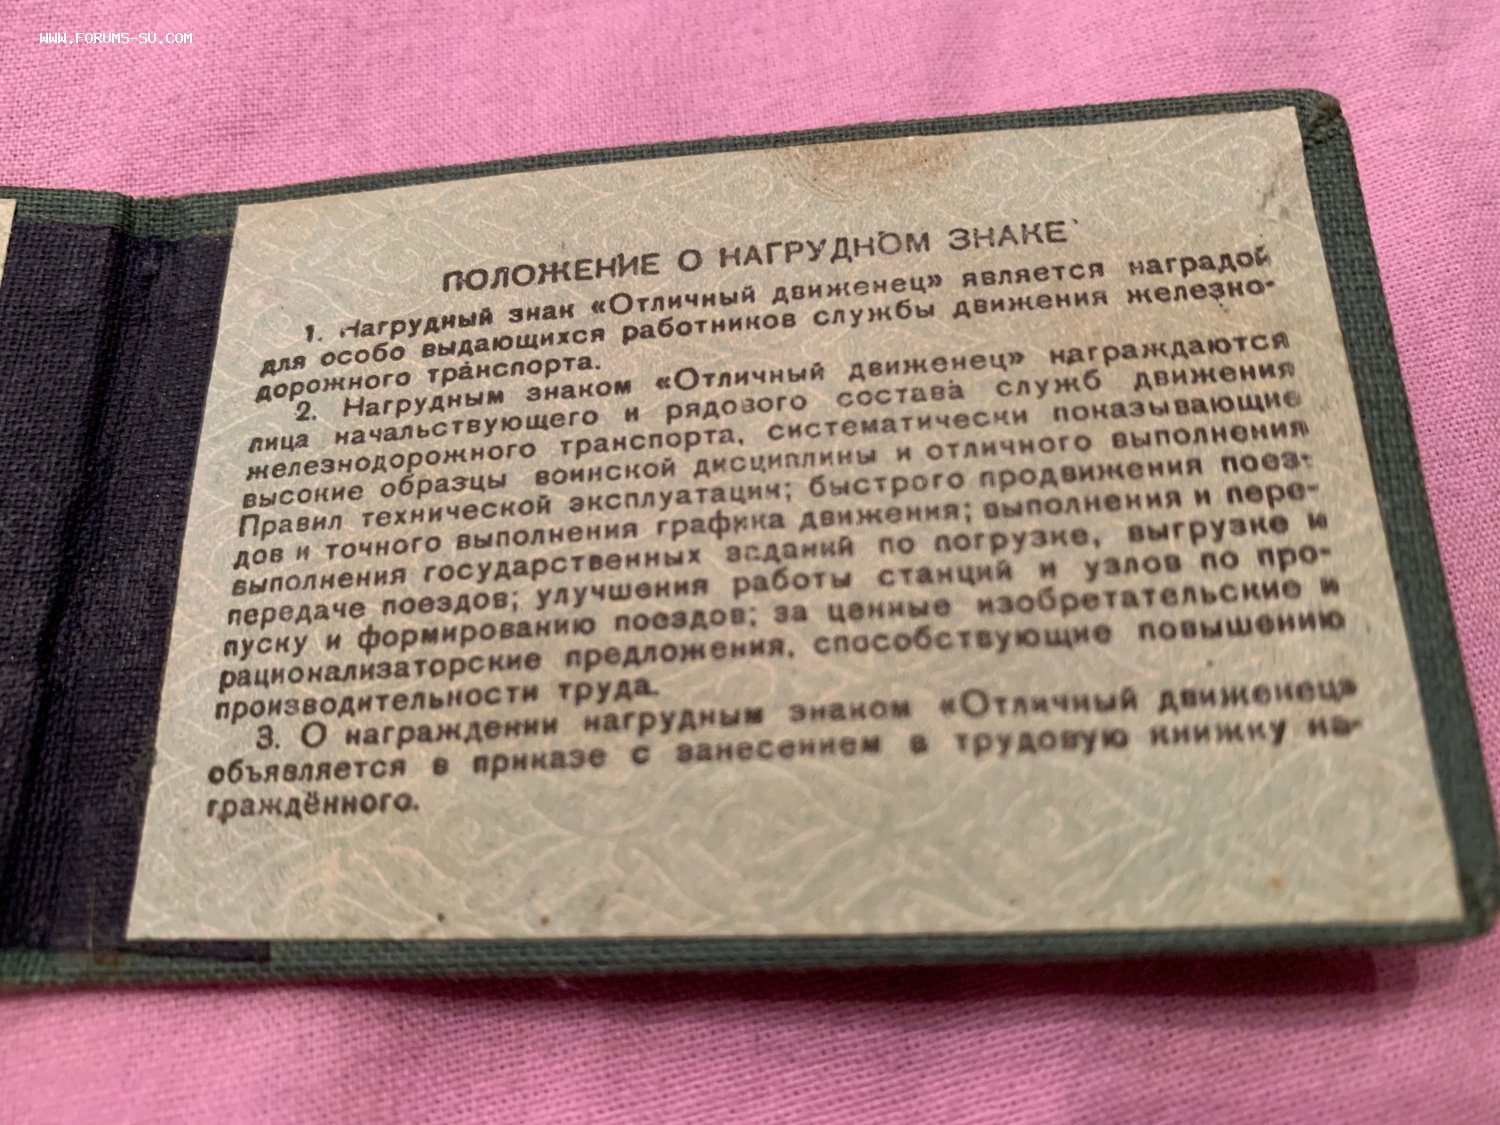 WWW.FORUMS-SU.COM
ПОЛОЖЕНИЕ О НАГРУДНОМ ЗНАКЕ
1. Нагрудный знак «Отличный движенец» является наградой
для особо выдающихся работников службы движения железно-
дорожного транспорта.
2. Нагрудным знаком «Отличный движенец» награждаются
лица начальствующего и рядового состава служб движения
железнодорожного транспорта, систематически показывающие
высокие образцы воинской дисциплины и отличного выполнения
Правил технической эксплуатации; быстрого продвижения поез-
дов и точного выполнения графика движения; выполнения и пере-
выполнения государственных заданий по погрузке, выгрузке и
передаче поездов; улучшения работы станций и узлов по про-
пуску и формированию поездов; за ценные изобретательские и
рационализаторские предложения, способствующие повышению
производительности труда.
3. О награждении нагрудным знаком «Отличный движенец»
объявляется в приказе с занесением в трудовую книжку на-
граждённого.